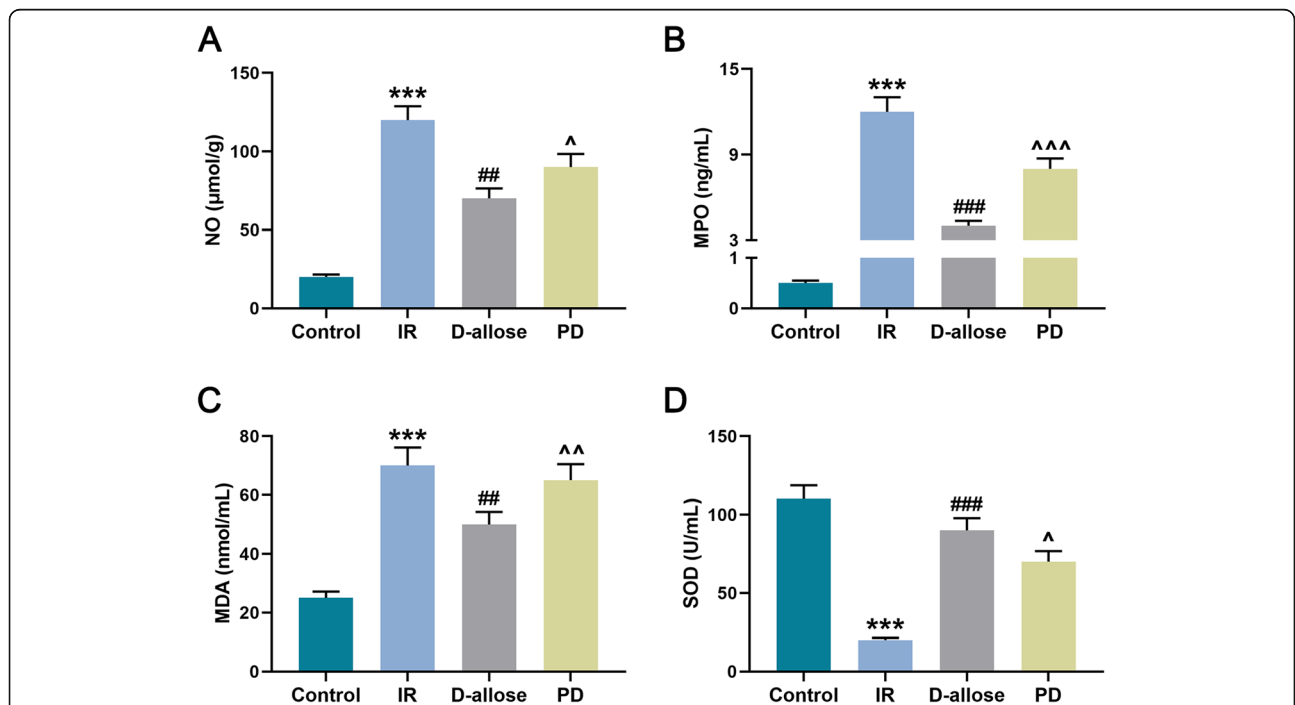 A
NO (μmol/g)
150
100
50
0
***
##
^
Control IR D-allose PD
B
MPO (ng/mL)
15
9
3
1
0
***
###
^^^
Control IR D-allose PD
C
MDA (nmol/mL)
80
60
40
20
0
***
##
^^
Control IR D-allose PD
D
SOD (U/mL)
150
100
50
0
***
###
^
Control IR D-allose PD